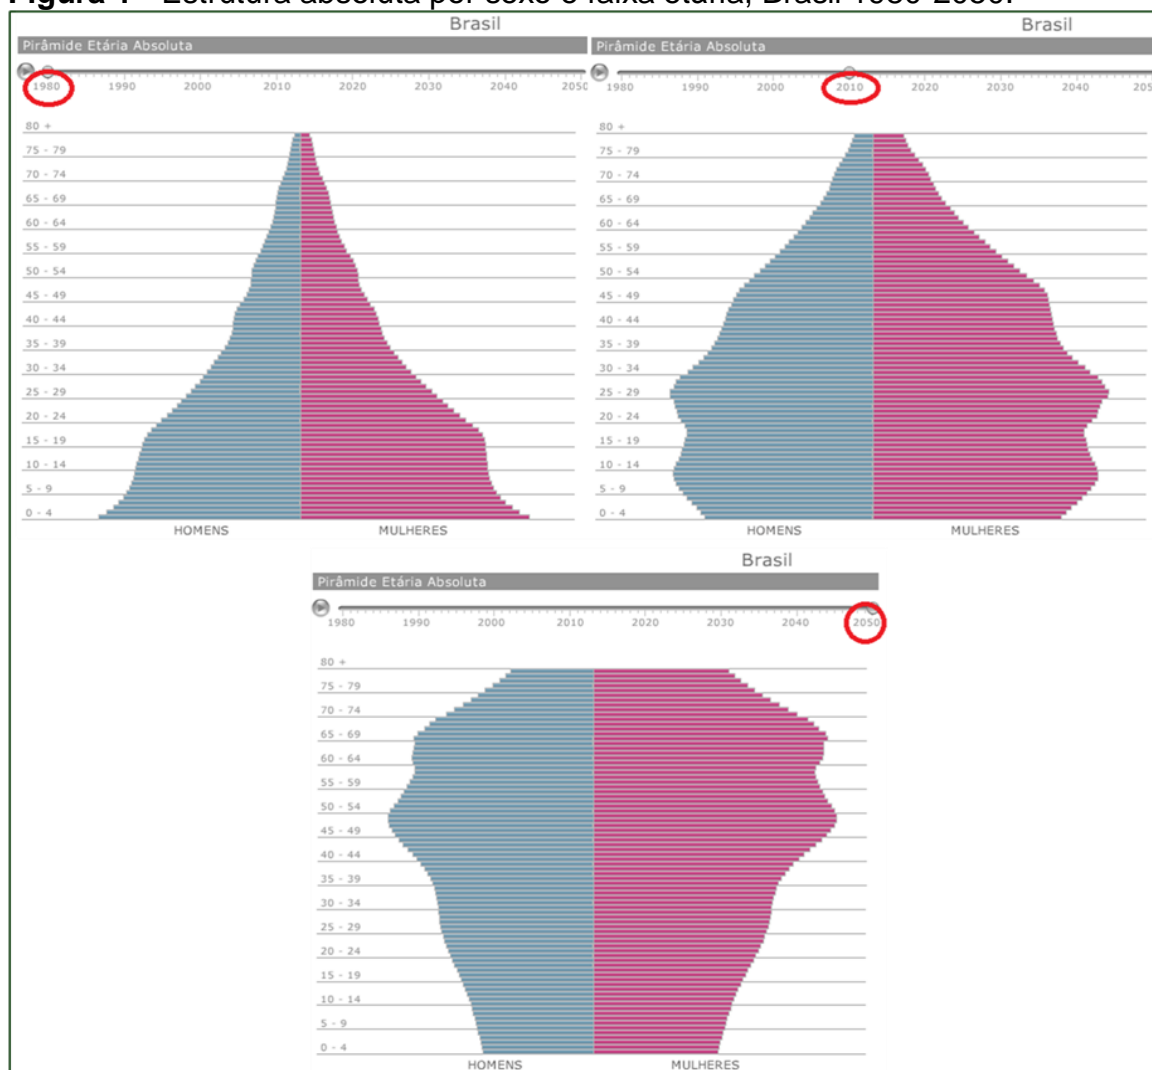 Figura - Estrutura absoluta por sexo e faixa etária, Brasil 1980-2050.
Brasil
Pirâmide Etária Absoluta
1980 1990 2000 2010 2020 2030 2040 2050
80 +
75 - 79
70 - 74
65 - 69
60 - 64
55 - 59
50 - 54
45 - 49
40 - 44
35 - 39
30 - 34
25 - 29
20 - 24
15 - 19
10 - 14
5 - 9
0 - 4
HOMENS MULHERES
Brasil
Pirâmide Etária Absoluta
1980 1990 2000 2010 2020 2030 2040 205
80 +
75 - 79
70 - 74
65 - 69
60 - 64
55 - 59
50 - 54
45 - 49
40 - 44
35 - 39
30 - 34
25 - 29
20 - 24
15 - 19
10 - 14
5 - 9
0 - 4
HOMENS MULHERES
Brasil
Pirâmide Etária Absoluta
1980 1990 2000 2010 2020 2030 2040 2050
80 +
75 - 79
70 - 74
65 - 69
60 - 64
55 - 59
50 - 54
45 - 49
40 - 44
35 - 39
30 - 34
25 - 29
20 - 24
15 - 19
10 - 14
5 - 9
0 - 4
HOMENS MULHERES